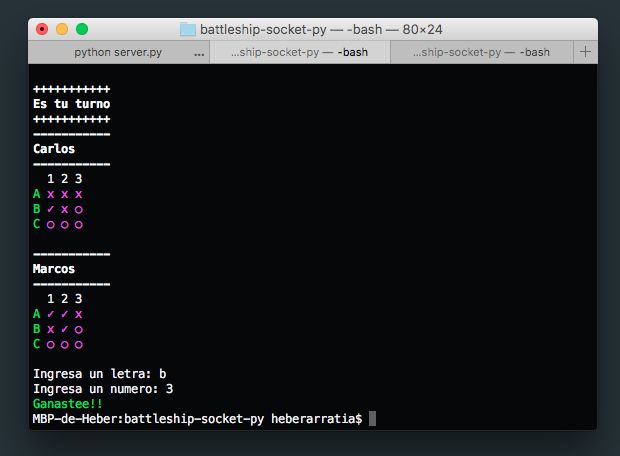 battleship-socket-py — -bash — 80×24
python server.py ... ...ship-socket-py — -bash ...ship-socket-py — -bash +
+++++++++++
Es tu turno
+++++++++++
-----------
Carlos
-----------
1 2 3
A x x x
B ✓ x ○
C ○ ○ ○
-----------
Marcos
-----------
1 2 3
A ✓ ✓ x
B x ✓ ○
C ○ ○ ○
Ingresa un letra: b
Ingresa un numero: 3
Ganastee!!
MBP-de-Heber:battleship-socket-py heberarratia$